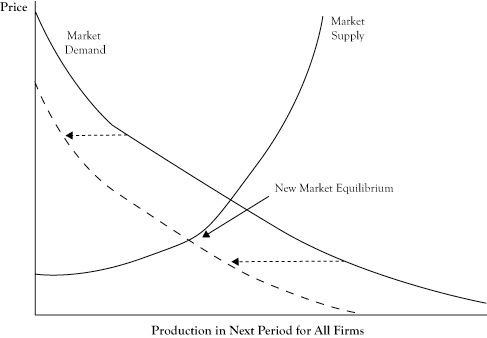 Price
Market
Demand
Market
Supply
New Market Equilibrium
Production in Next Period for All Firms